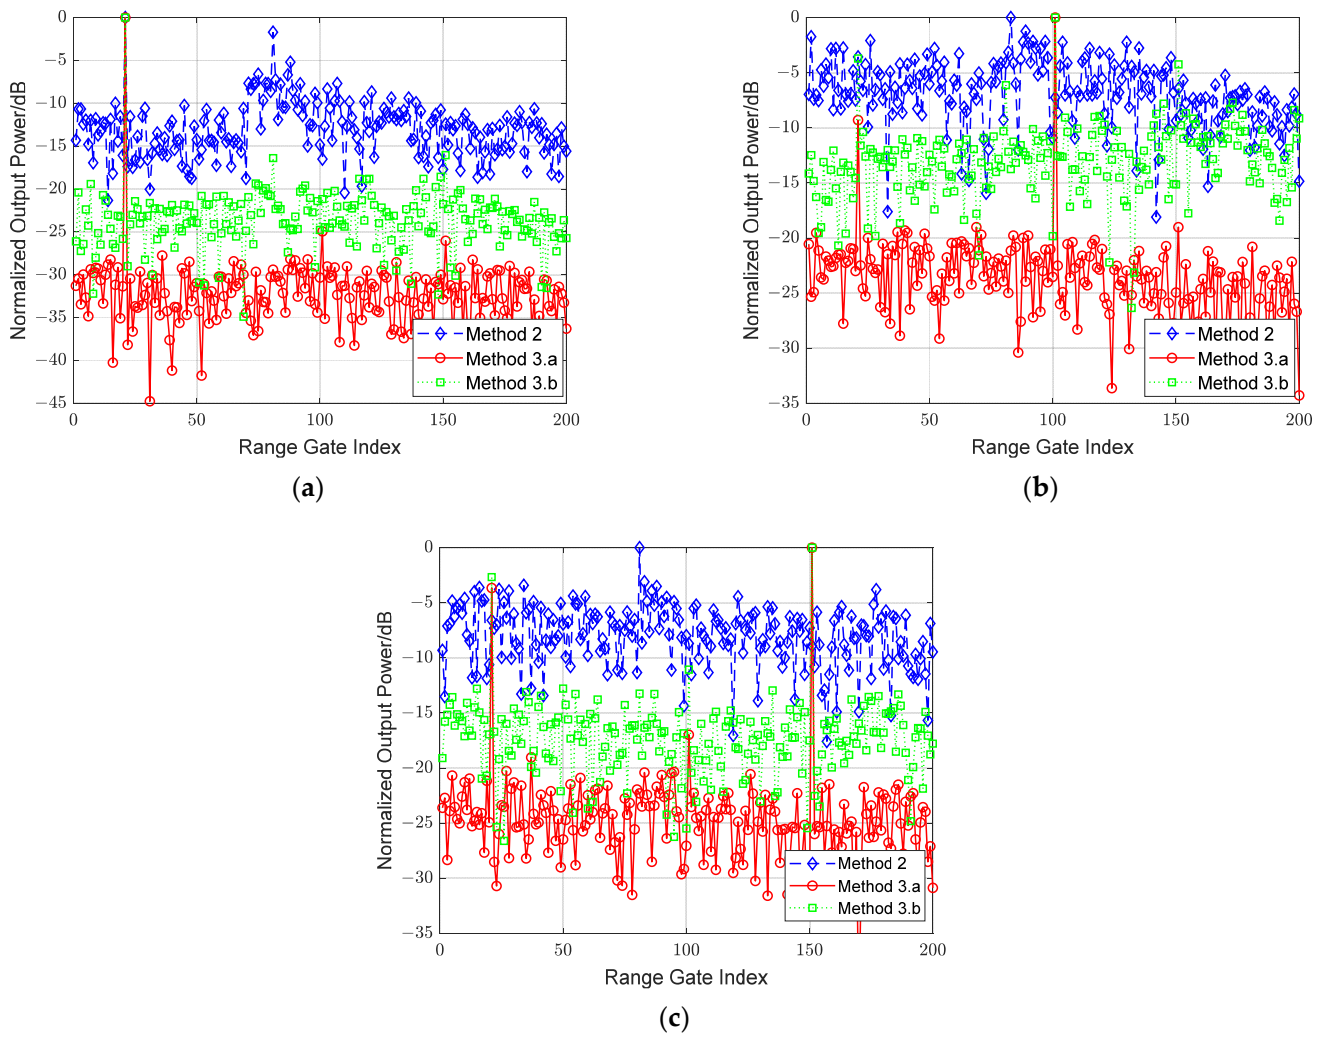 Normalized Output Power/dB
0
−5
−10
−15
−20
−25
−30
−35
−40
−45
0
50
100
150
200
Range Gate Index
Method 2
Method 3.a
Method 3.b
(a)
Normalized Output Power/dB
0
−5
−10
−15
−20
−25
−30
−35
0
50
100
150
200
Range Gate Index
Method 2
Method 3.a
Method 3.b
(b)
Normalized Output Power/dB
0
−5
−10
−15
−20
−25
−30
−35
0
50
100
150
200
Range Gate Index
Method 2
Method 3.a
Method 3.b
(c)